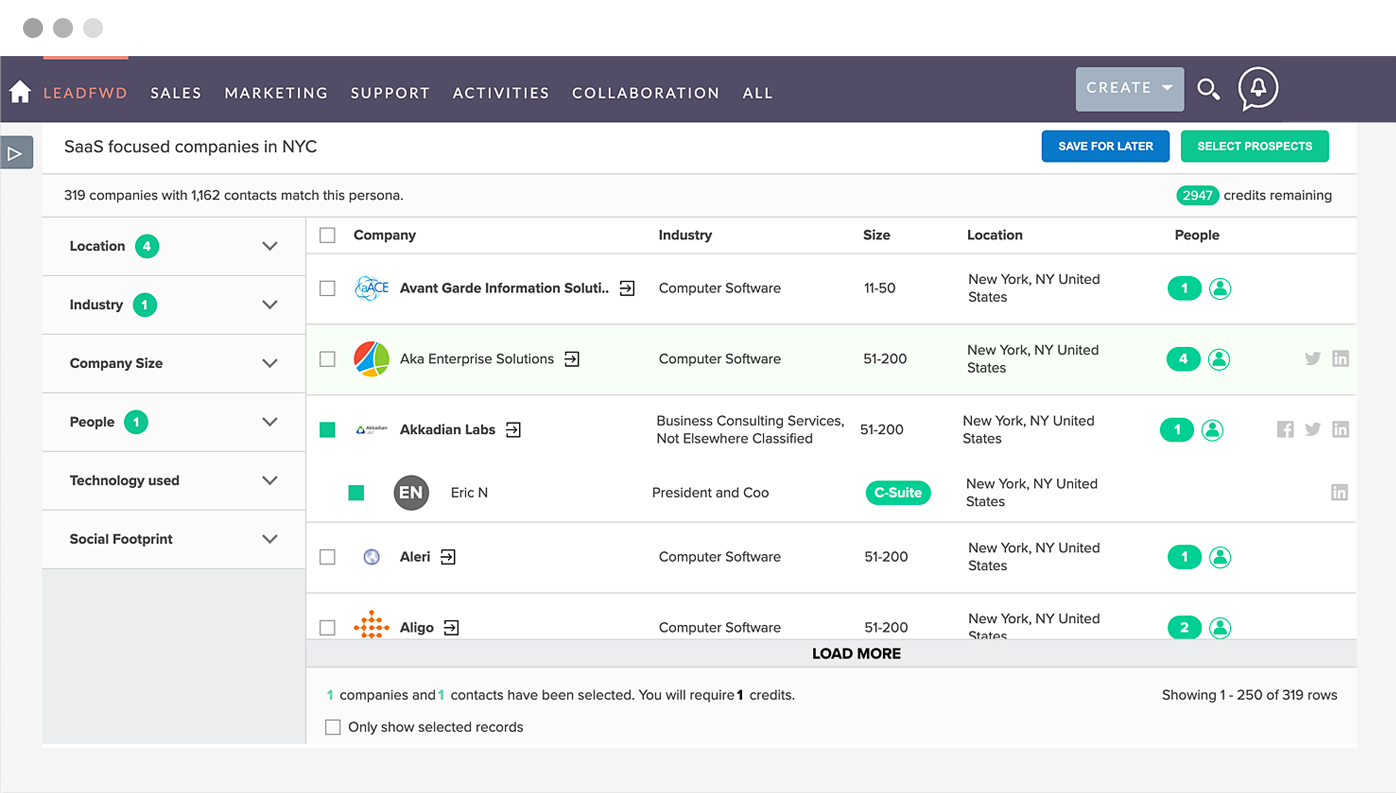 LEADFWD SALES MARKETING SUPPORT ACTIVITIES COLLABORATION ALL CREATE
SaaS focused companies in NYC SAVE FOR LATER SELECT PROSPECTS
319 companies with 1,162 contacts match this persona. 2947 credits remaining
Location 4
Industry 1
Company Size
People 1
Technology used
Social Footprint
Company Industry Size Location People
aACE Avant Garde Information Soluti.. Computer Software 11-50 New York, NY United 1
States
Aka Enterprise Solutions Computer Software 51-200 New York, NY United 4 in
States
Akkadian Labs Business Consulting Services, 51-200 New York, NY United 1 in
Not Elsewhere Classified States
EN Eric N President and Coo C-Suite New York, NY United in
States
Aleri Computer Software 51-200 New York, NY United 1
States
Aligo Computer Software 51-200 New York, NY United 2
States
LOAD MORE
1 companies and 1 contacts have been selected. You will require 1 credits. Showing 1 - 250 of 319 rows
Only show selected records